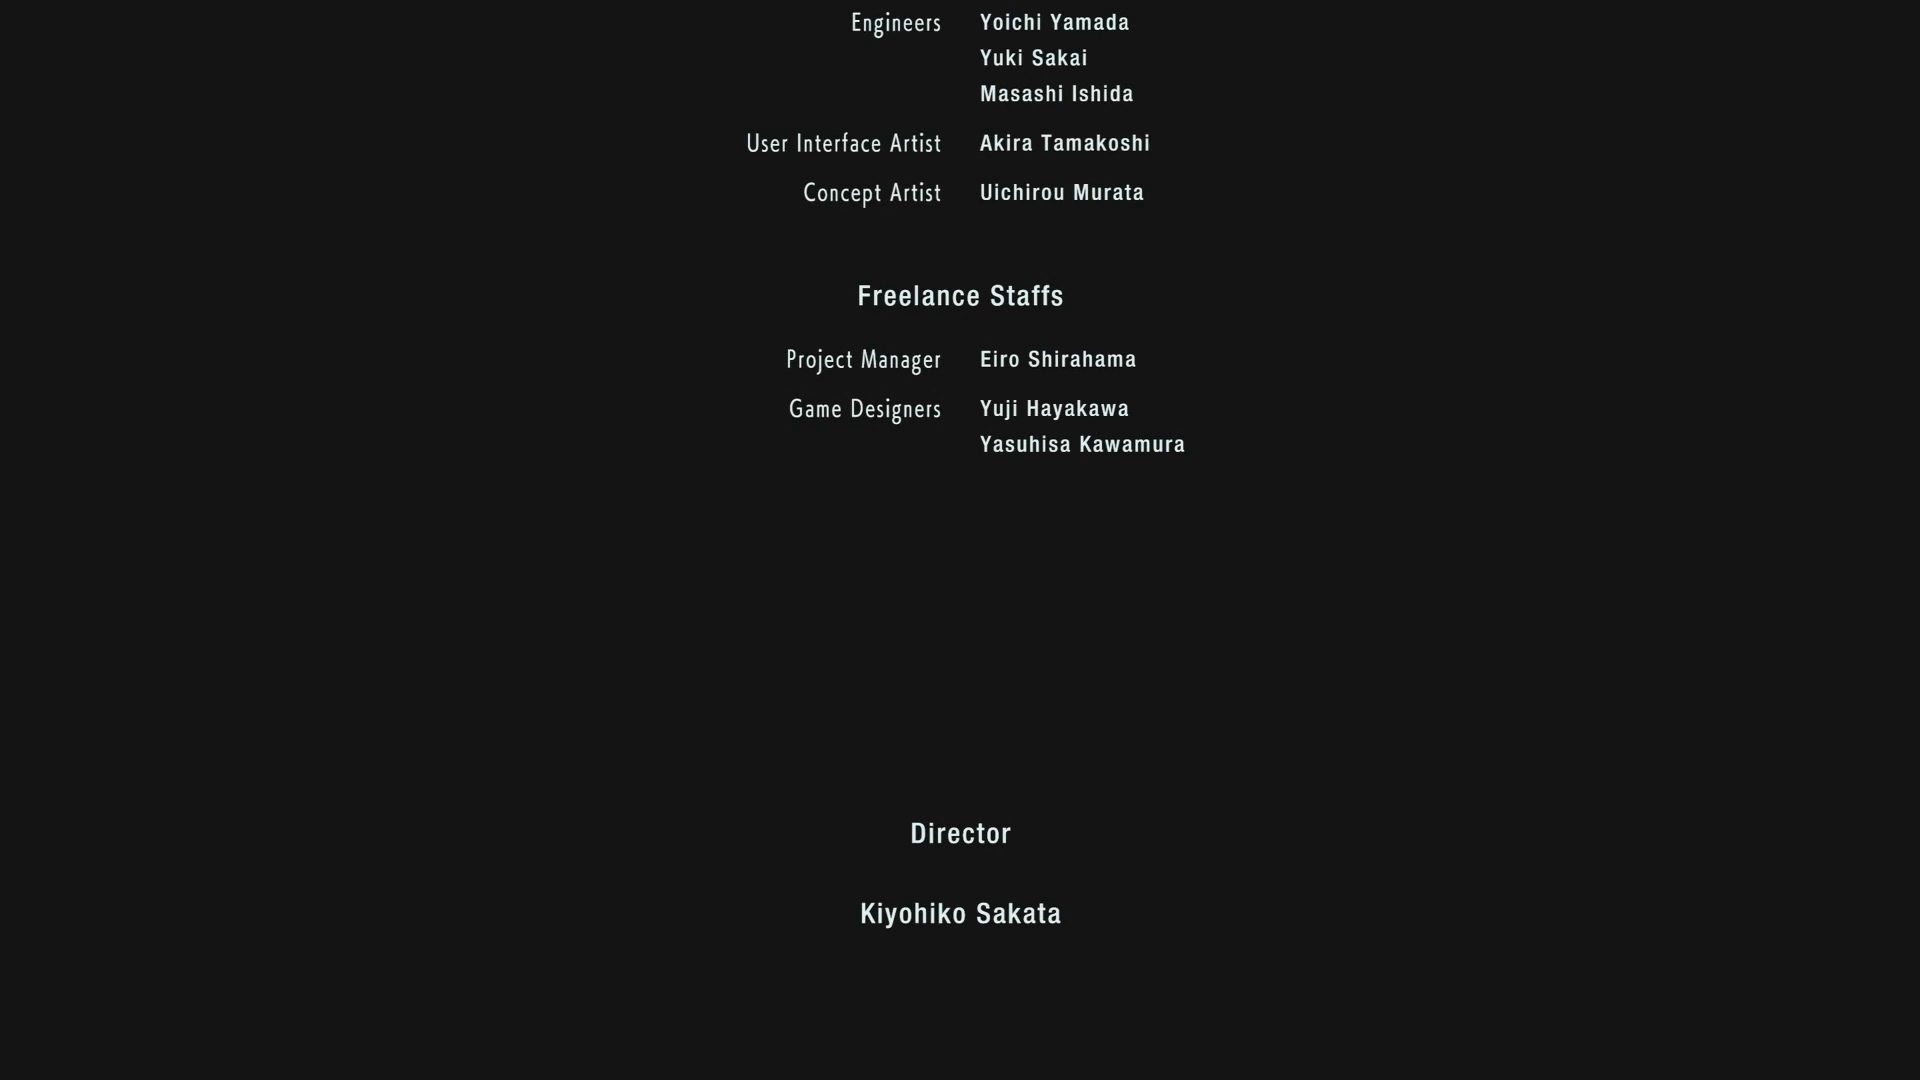 Engineers Yoichi Yamada
Yuki Sakai
Masashi Ishida
User Interface Artist Akira Tamakoshi
Concept Artist Uichirou Murata
Freelance Staffs
Project Manager Eiro Shirahama
Game Designers Yuji Hayakawa
Yasuhisa Kawamura
Director
Kiyohiko Sakata